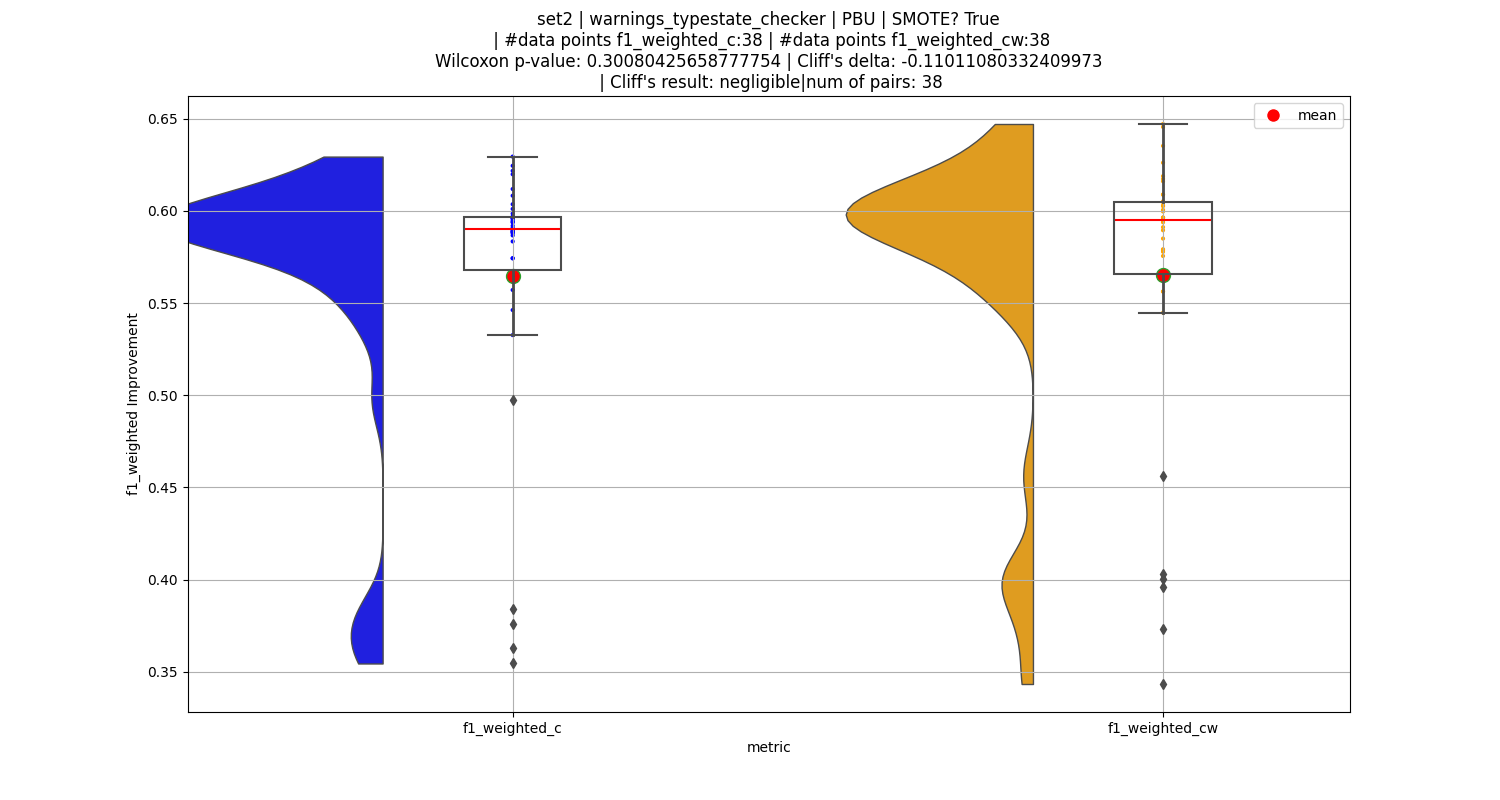 set2 | warnings_typestate_checker | PBU | SMOTE? True
| #data points f1_weighted_c:38 | #data points f1_weighted_cw:38
Wilcoxon p-value: 0.30080425658777754 | Cliff's delta: -0.11011080332409973
| Cliff's result: negligible|num of pairs: 38
mean
0.65
0.60
0.55
0.50
0.45
0.40
0.35
f1_weighted Improvement
f1_weighted_c
f1_weighted_cw
metric